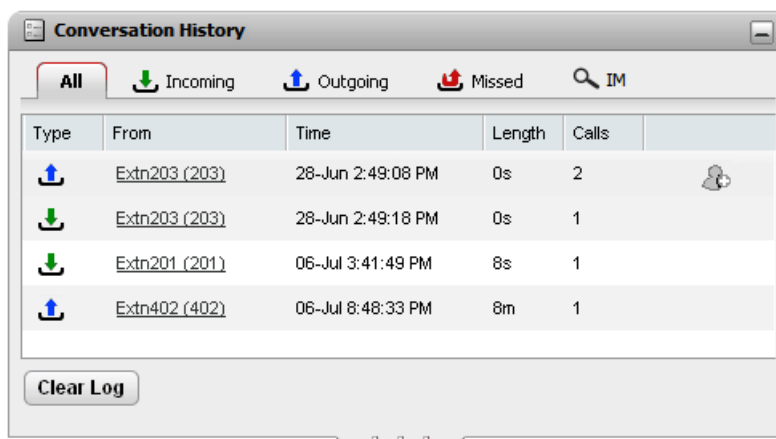 Conversation History
All Incoming Outgoing Missed IM
Type From Time Length Calls
Extn203 (203) 28-Jun 2:49:08 PM 0s 2
Extn203 (203) 28-Jun 2:49:18 PM 0s 1
Extn201 (201) 06-Jul 3:41:49 PM 8s 1
Extn402 (402) 06-Jul 8:48:33 PM 8m 1
Clear Log